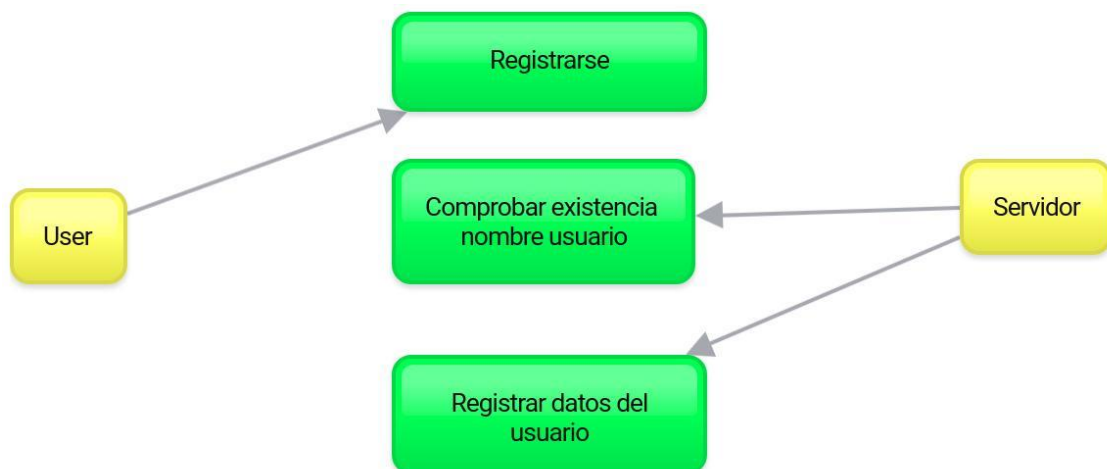 Registrarse
User
Comprobar existencia
nombre usuario
Servidor
Registrar datos del
usuario